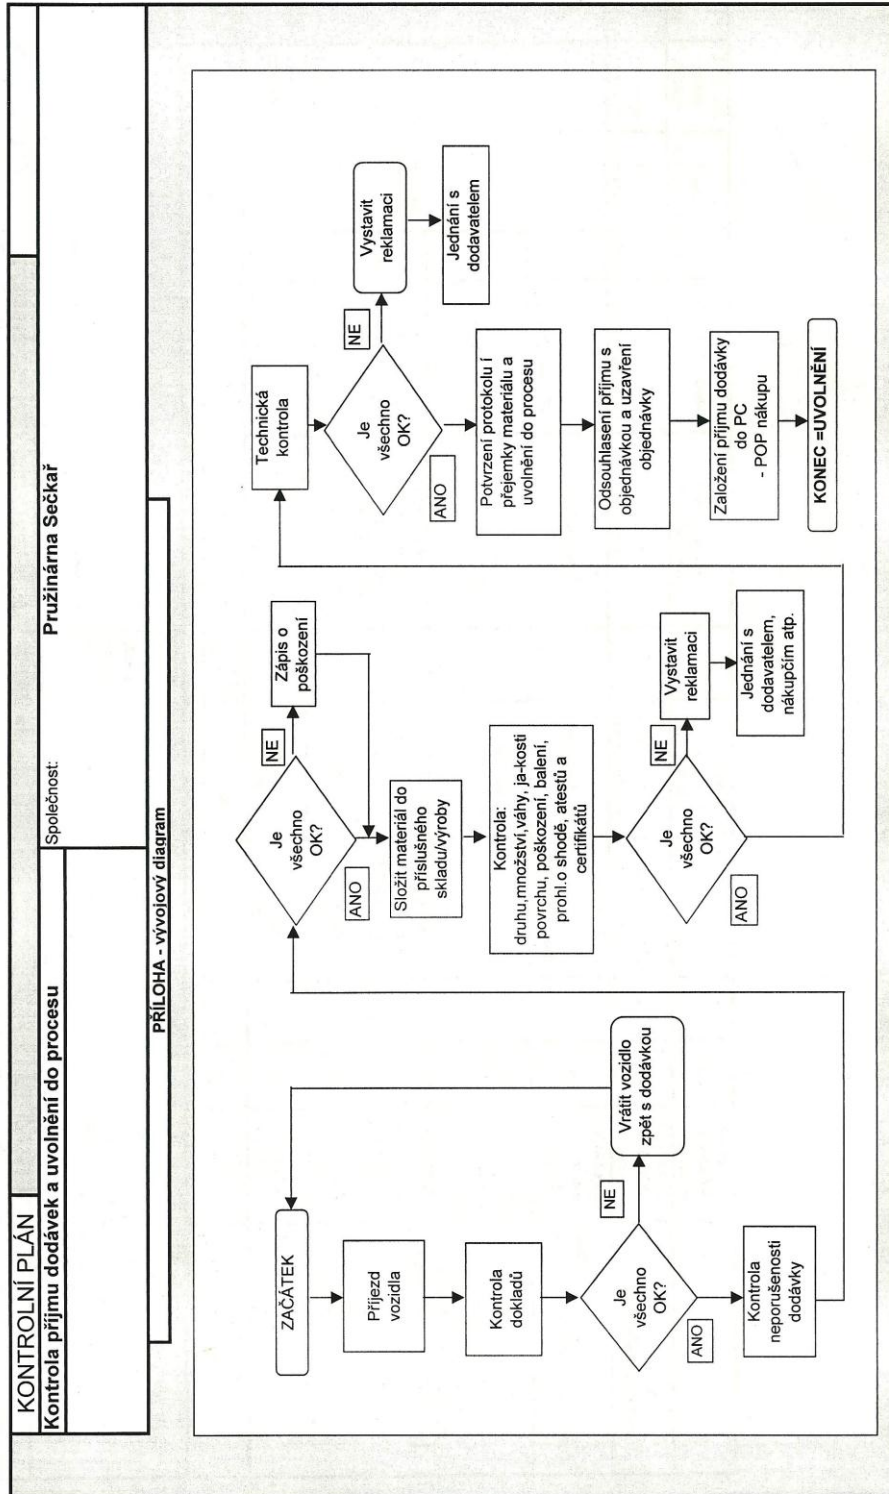 KONTROLNÍ PLÁN
Kontrola příjmu dodávek a uvolnění do procesu
Společnost:
Pružinárna Sečkař
PŘÍLOHA - vývojový diagram
ZAČÁTEK
Příjezd
vozidla
Kontrola
dokladů
Je
všechno
OK?
NE
Vrátit vozidlo
zpět s dodávkou
ANO
Kontrola
neporušenosti
dodávky
Je
všechno
OK?
NE
Zápis o
poškození
ANO
Složit materiál do
příslušného
skladu/výroby
Kontrola:
druhu,množství,váhy, ja-kosti
povrchu, poškození, balení,
prohl.o shodě, atestů a
certifikátů
Je
všechno
OK?
NE
Vystavit
reklamaci
Jednání s
dodavatelem,
nákupčím atp.
ANO
Technická
kontrola
Je
všechno
OK?
NE
Vystavit
reklamaci
Jednání s
dodavatelem
ANO
Potvrzení protokolu í
přejemky materiálu a
uvolnění do procesu
Odsouhlasení příjmu s
objednávkou a uzavření
objednávky
Založení příjmu dodávky
do PC
- POP nákupu
KONEC =UVOLNĚNÍ